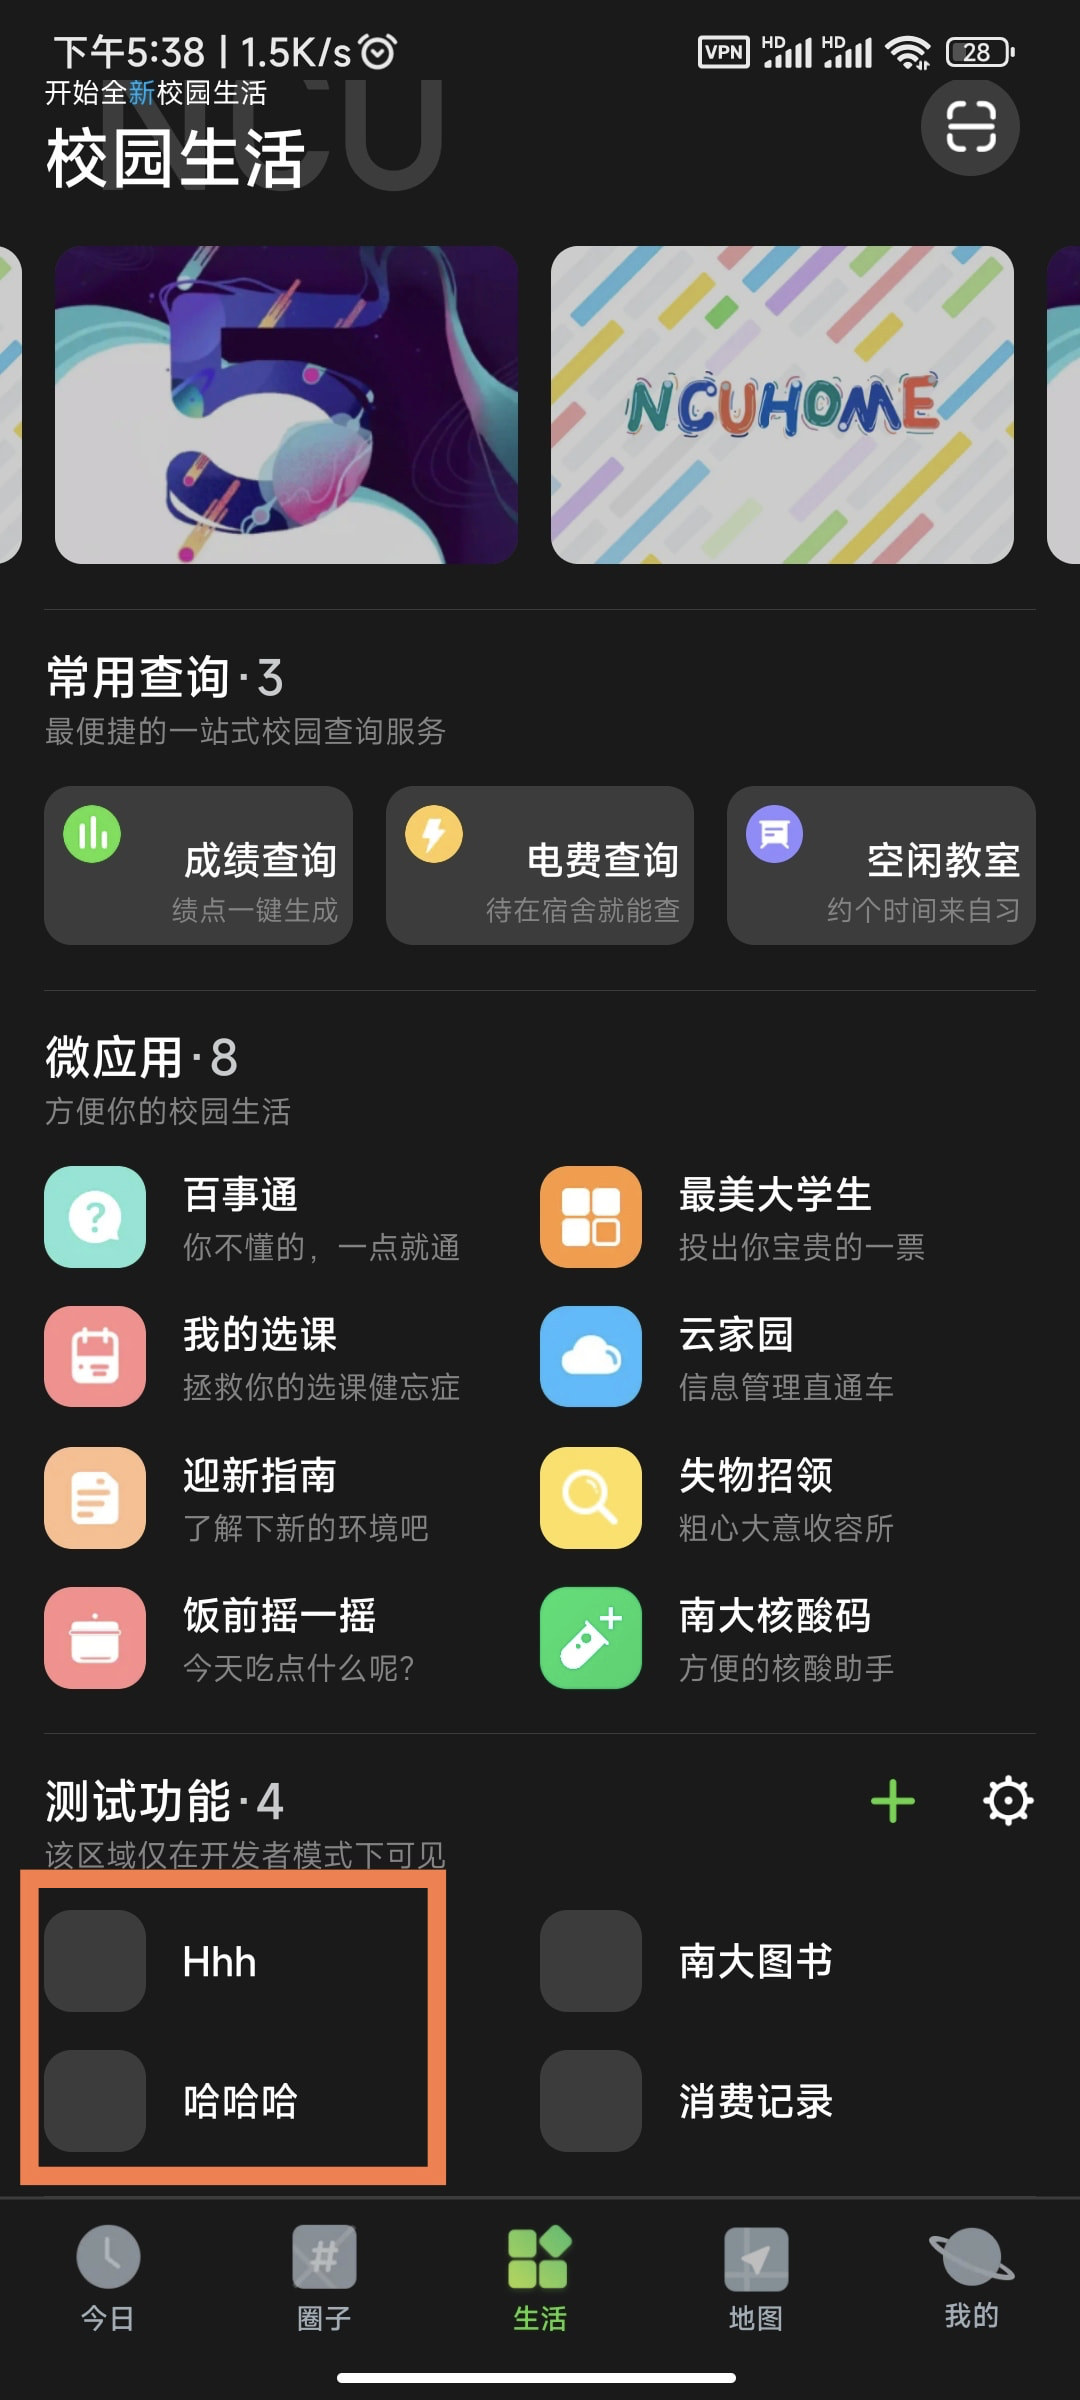 下午5:38 | 1.5K/s
VPN HD HD 28
NCU
开始全新校园生活
校园生活
NCUHOME
常用查询·3
最便捷的一站式校园查询服务
成绩查询
绩点一键生成
电费查询
待在宿舍就能查
空闲教室
约个时间来自习
微应用·8
方便你的校园生活
百事通
你不懂的，一点就通
最美大学生
投出你宝贵的一票
我的选课
拯救你的选课健忘症
云家园
信息管理直通车
迎新指南
了解下新的环境吧
失物招领
粗心大意收容所
饭前摇一摇
今天吃点什么呢?
南大核酸码
方便的核酸助手
测试功能·4
该区域仅在开发者模式下可见
Hhh
南大图书
哈哈哈
消费记录
今日
圈子
生活
地图
我的